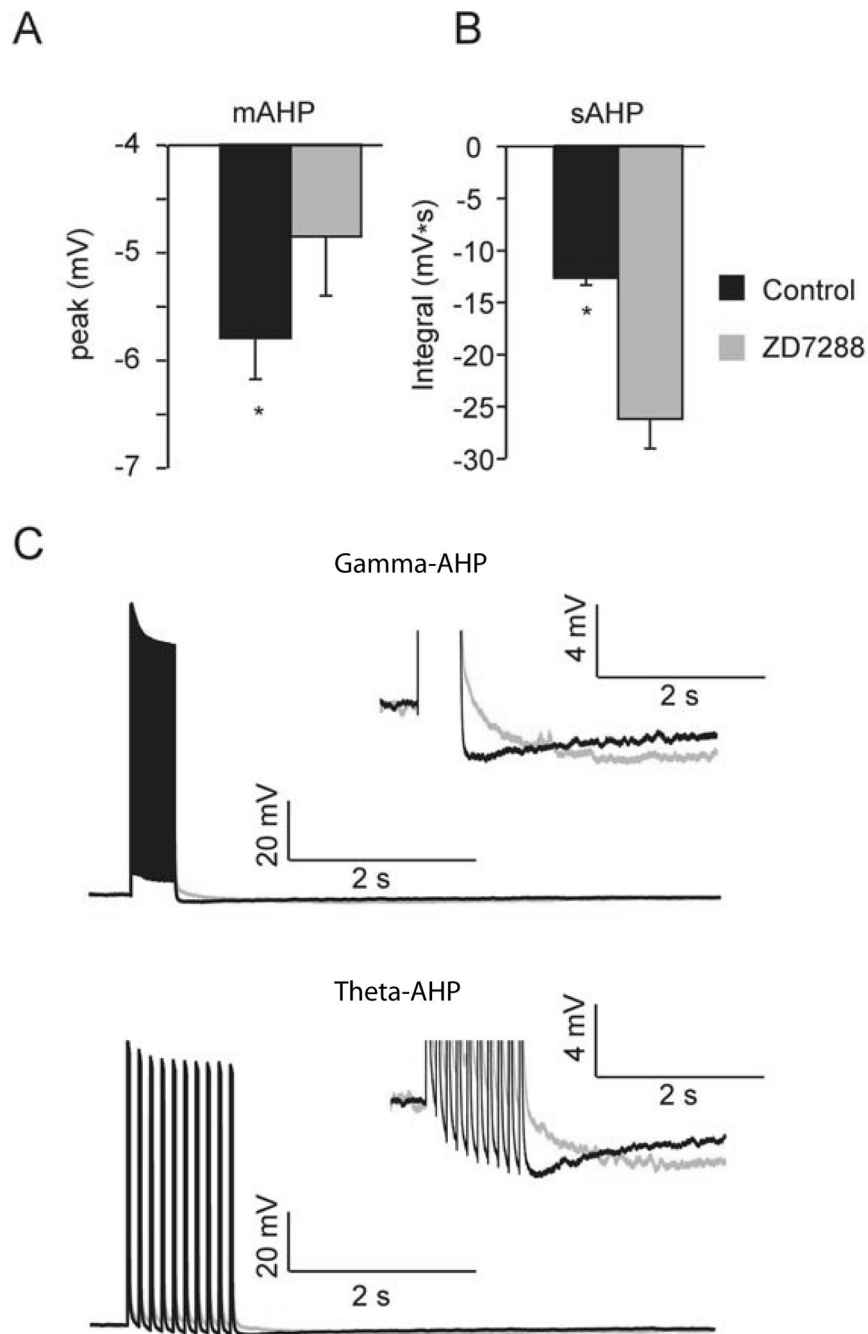 A
B
mAHP
sAHP
-4
-5
-6
-7
peak (mV)
*
0
-5
-10
-15
-20
-25
-30
Integral (mV*s)
*
Control
ZD7288
C
Gamma-AHP
4 mV
2 s
20 mV
2 s
Theta-AHP
4 mV
2 s
20 mV
2 s